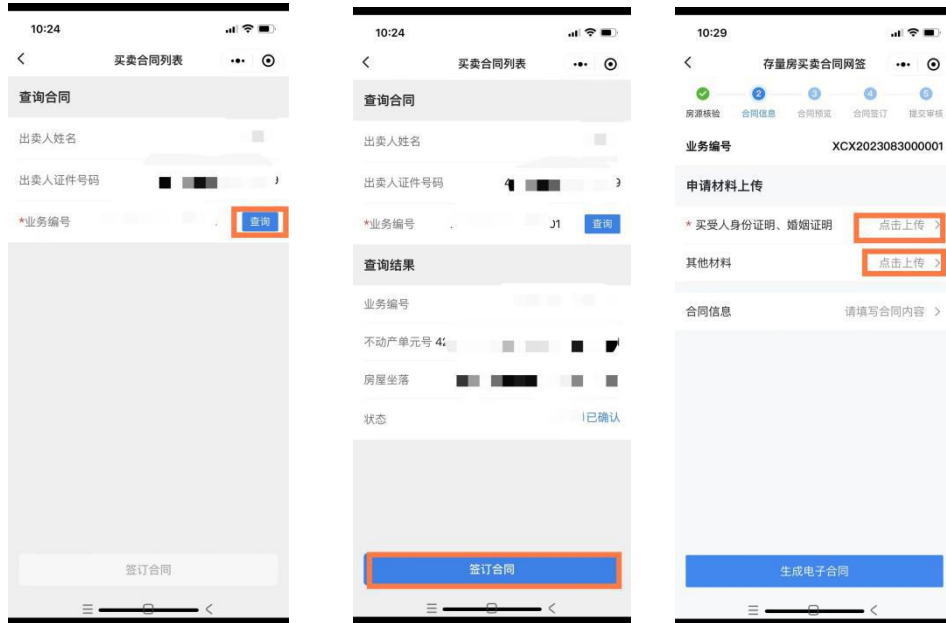 10:24
买卖合同列表
查询合同
出卖人姓名
出卖人证件号码
*业务编号
查询
签订合同
10:24
买卖合同列表
查询合同
出卖人姓名
出卖人证件号码
*业务编号 01 查询
查询结果
业务编号
不动产单元号 42
房屋坐落
状态 已确认
签订合同
10:29
存量房买卖合同网签
2 3 4 5
房源核验 合同信息 合同预览 合同签订 提交审核
业务编号 XCX2023083000001
申请材料上传
* 买受人身份证明、婚姻证明 点击上传 >
其他材料 点击上传 >
合同信息 请填写合同内容 >
生成电子合同